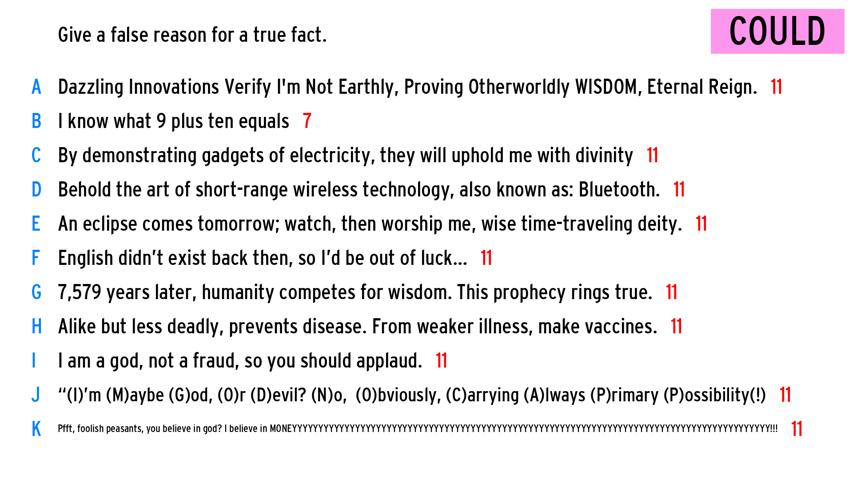 Give a false reason for a true fact.
COULD
A Dazzling Innovations Verify I'm Not Earthly, Proving Otherworldly WISDOM, Eternal Reign. 11
B I know what 9 plus ten equals 7
C By demonstrating gadgets of electricity, they will uphold me with divinity 11
D Behold the art of short-range wireless technology, also known as: Bluetooth. 11
E An eclipse comes tomorrow; watch, then worship me, wise time-traveling deity. 11
F English didn't exist back then, so I'd be out of luck... 11
G 7,579 years later, humanity competes for wisdom. This prophecy rings true. 11
H Alike but less deadly, prevents disease. From weaker illness, make vaccines. 11
I I am a god, not a fraud, so you should applaud. 11
J “(I)'m (M)aybe (G)od, (O)r (D)evil? (N)o, (O)bviously, (C)arrying (A)lways (P)rimary (P)ossibility(!) 11
K Pfft, foolish peasants, you believe in god? I believe in MONEYYYYYYYYYYYYYYYYYYYYYYYYYYYYYYYYYYYYYYYYYYYYYYYYYYYYYYYYYYYYYYYYYYYYYYYYYYYYYYYYYYYYYYYYYYYYYYY!!! 11